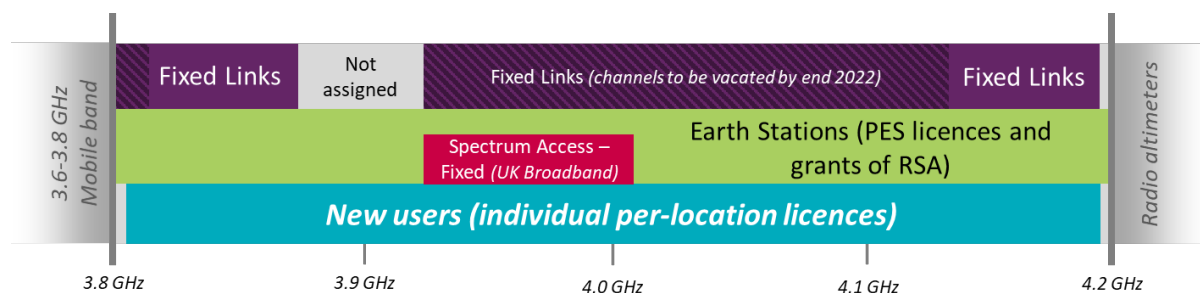 3.6-3.8 GHz
Mobile band
Fixed Links
Not
assigned
Fixed Links (channels to be vacated by end 2022)
Fixed Links
Earth Stations (PES licences and
grants of RSA)
Spectrum Access –
Fixed (UK Broadband)
New users (individual per-location licences)
Radio altimeters
3.8 GHz
3.9 GHz
4.0 GHz
4.1 GHz
4.2 GHz